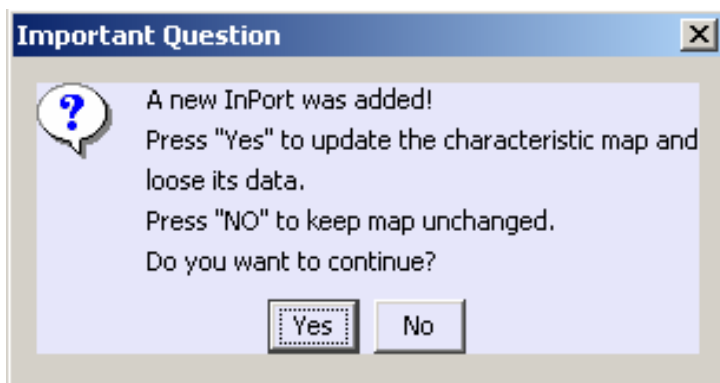 Important Question
A new InPort was added!
Press "Yes" to update the characteristic map and
loose its data.
Press "NO" to keep map unchanged.
Do you want to continue?
Yes
No